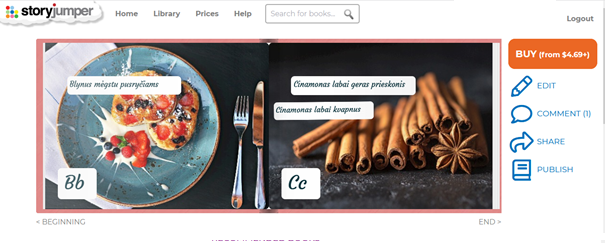 storyjumper
Home
Library
Prices
Help
Search for books...
Logout
Blynus mėgstu pusryčiams
Bb
Cinamonas labai geras prieskonis
Cinamonas labai kvapnus
Cc
BUY (from $4.69+)
EDIT
COMMENT (1)
SHARE
PUBLISH
< BEGINNING
END >